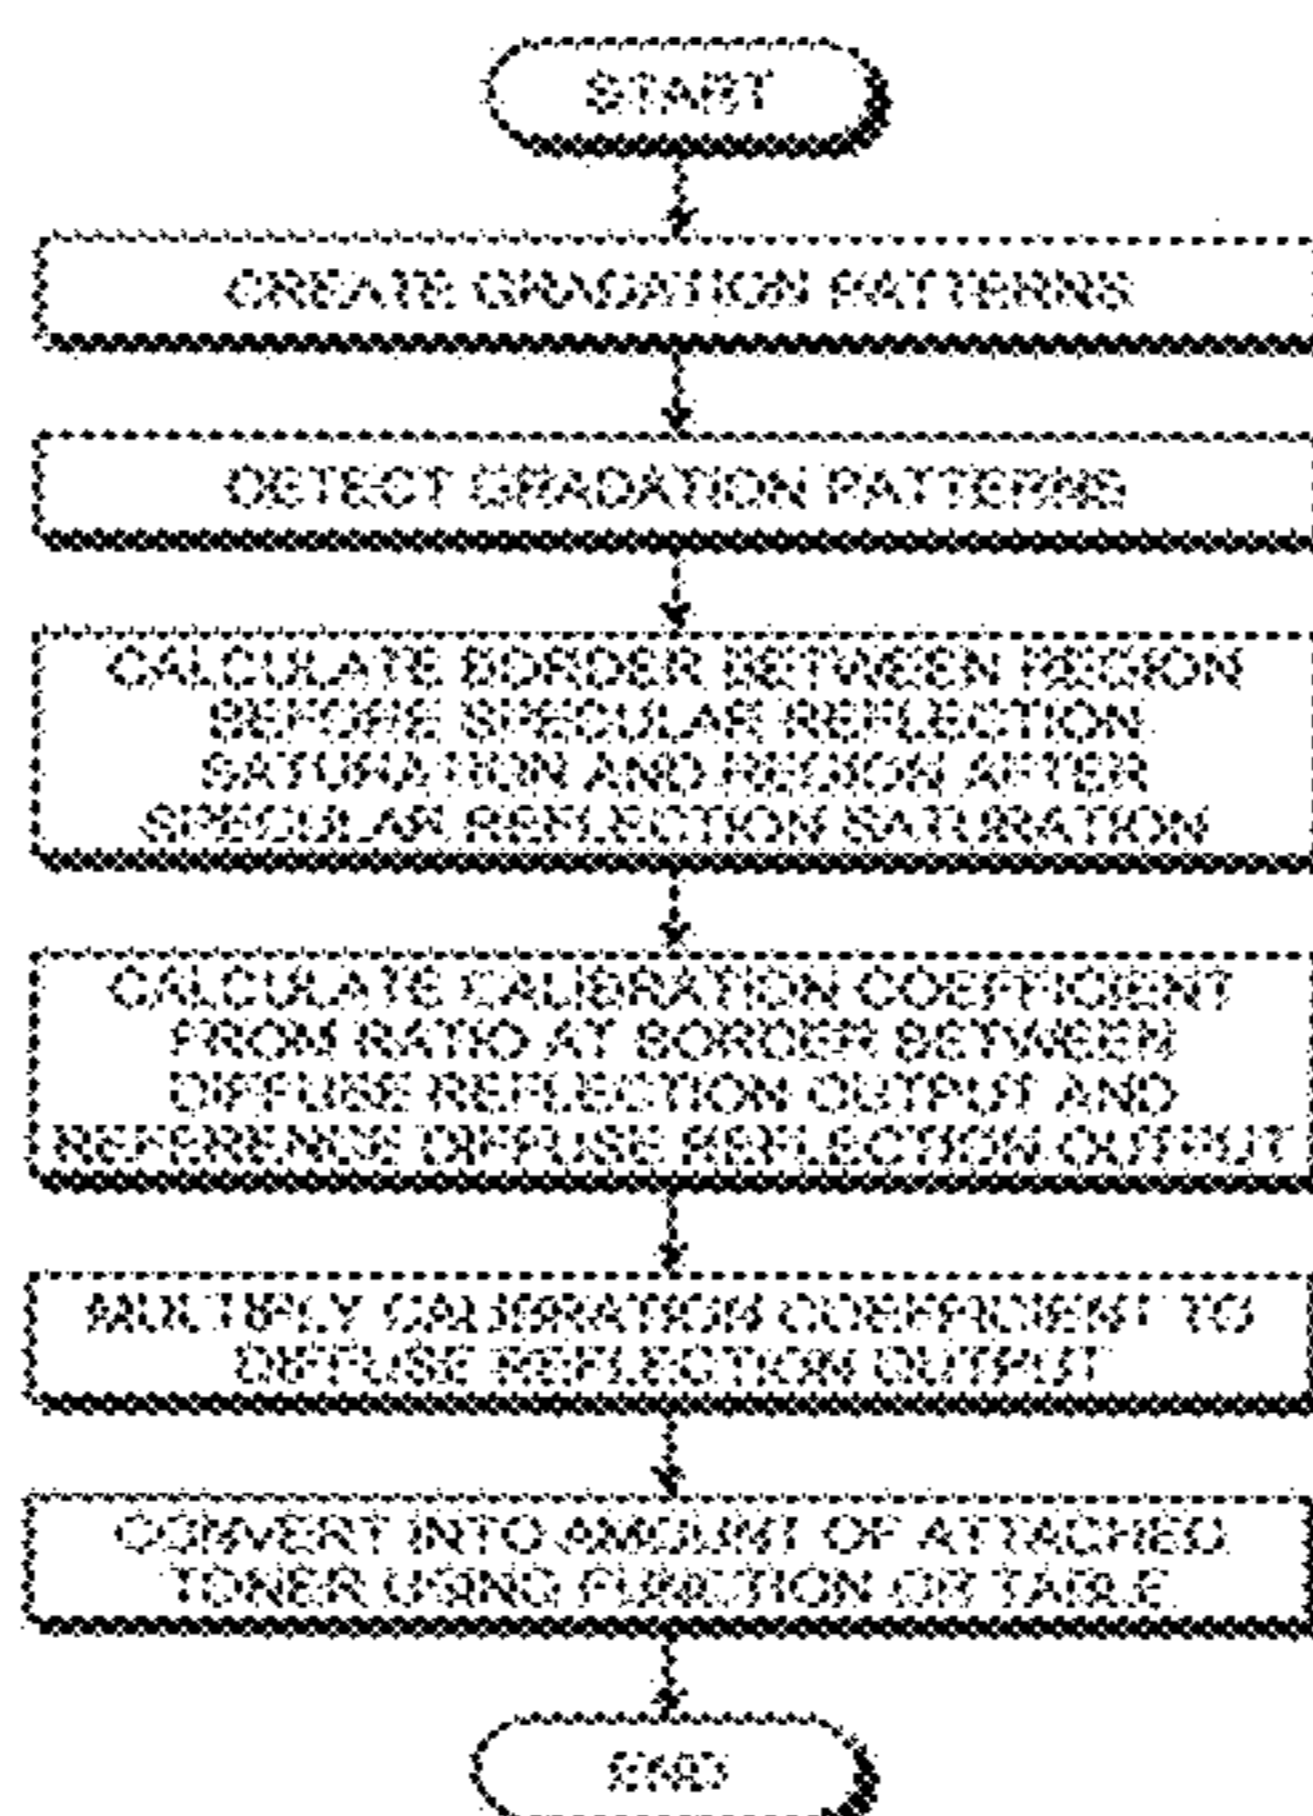 START
CREATE GRADATION PATTERNS
DETECT GRADATION PATTERNS
CALCULATE BORDER BETWEEN REGION
BEFORE SPECULAR REFLECTION
SATURATION AND REGION AFTER
SPECULAR REFLECTION SATURATION
CALCULATE CALIBRATION COEFFICIENT
FROM RATIO AT BORDER BETWEEN
DIFFUSE REFLECTION OUTPUT AND
REFERENCE DIFFUSE REFLECTION OUTPUT
MULTIPLY CALIBRATION COEFFICIENT TO
DIFFUSE REFLECTION OUTPUT
CONVERT INTO AMOUNT OF ATTACHED
TONER USING FUNCTION OR TABLE
END